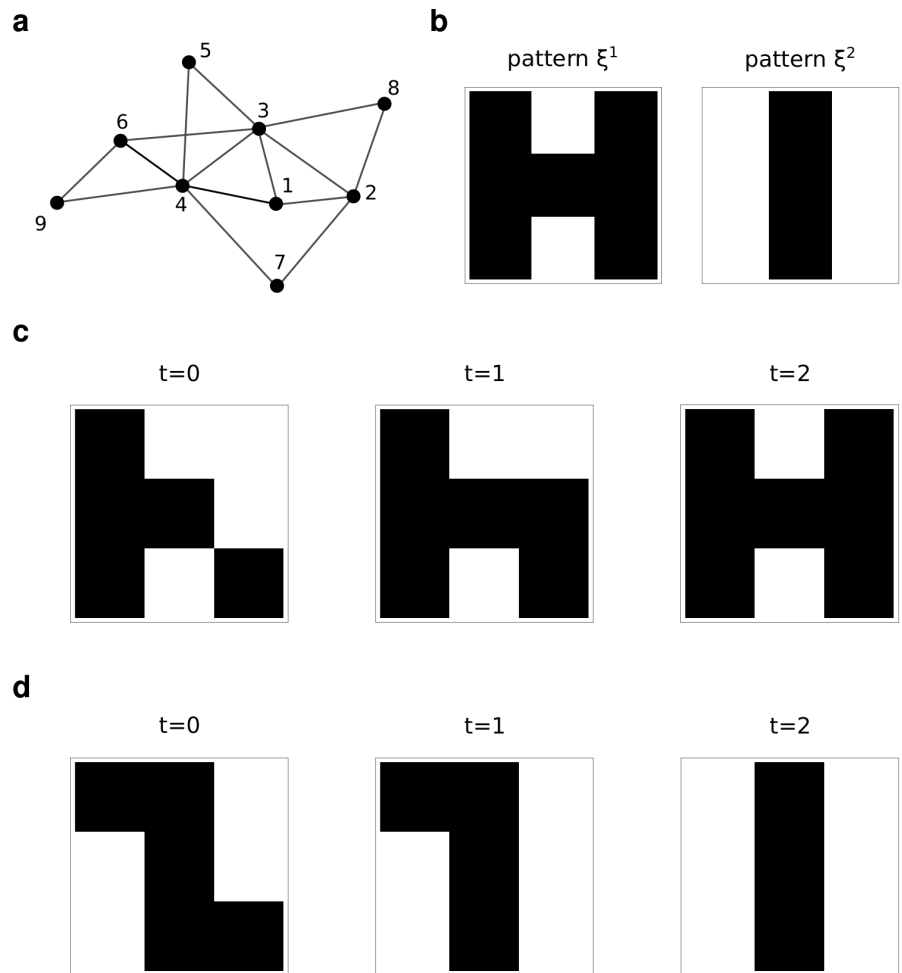 a
5
8
3
6
1
2
4
9
7
b
pattern ξ¹
pattern ξ²
c
t=0
t=1
t=2
d
t=0
t=1
t=2